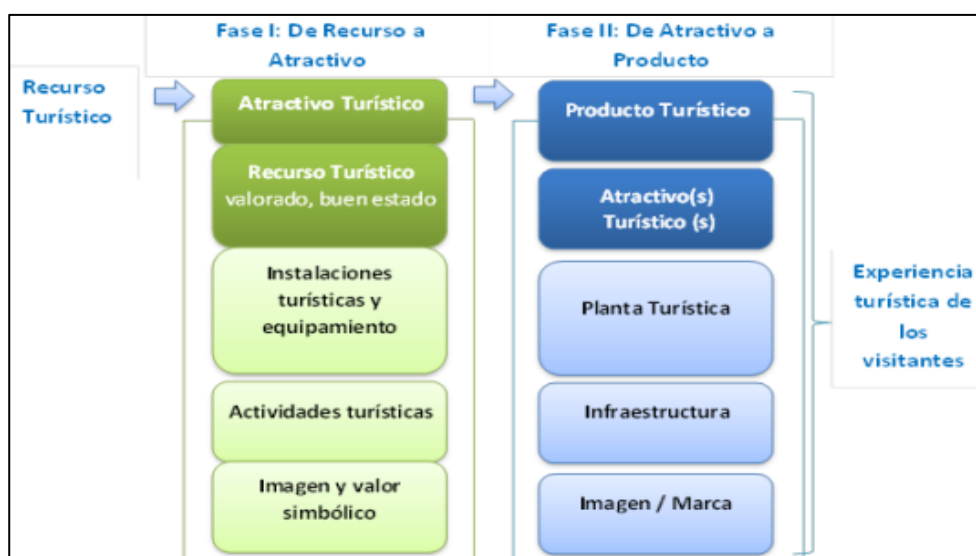 Fase I: De Recurso a
Atractivo
Fase II: De Atractivo a
Producto
Recurso
Turístico
Atractivo Turístico
Recurso Turístico
valorado, buen estado
Instalaciones
turísticas y
equipamiento
Actividades turísticas
Imagen y valor
simbólico
Producto Turístico
Atractivo(s)
Turístico (s)
Planta Turística
Infraestructura
Imagen / Marca
Experiencia
turística de
los
visitantes